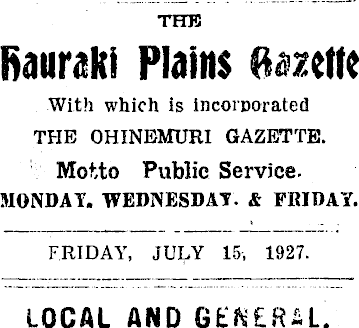 THE
Hauraki Plains Gazette
With which is incorporated
THE OHINEMURI GAZETTE.
Motto Public Service.
MONDAY. WEDNESDAY. & FRIDAY.
FRIDAY, JULY 15, 1927.
LOCAL AND GENERAL.